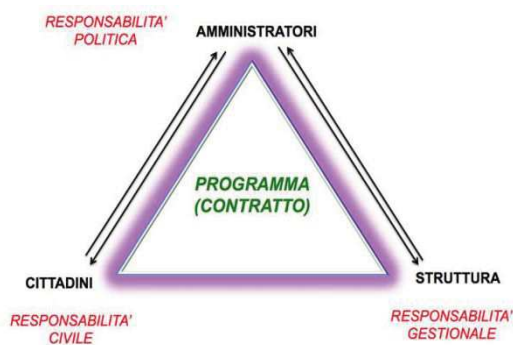 RESPONSABILITA'
POLITICA
AMMINISTRATORI
PROGRAMMA
(CONTRATTO)
CITTADINI
STRUTTURA
RESPONSABILITA'
CIVILE
RESPONSABILITA'
GESTIONALE